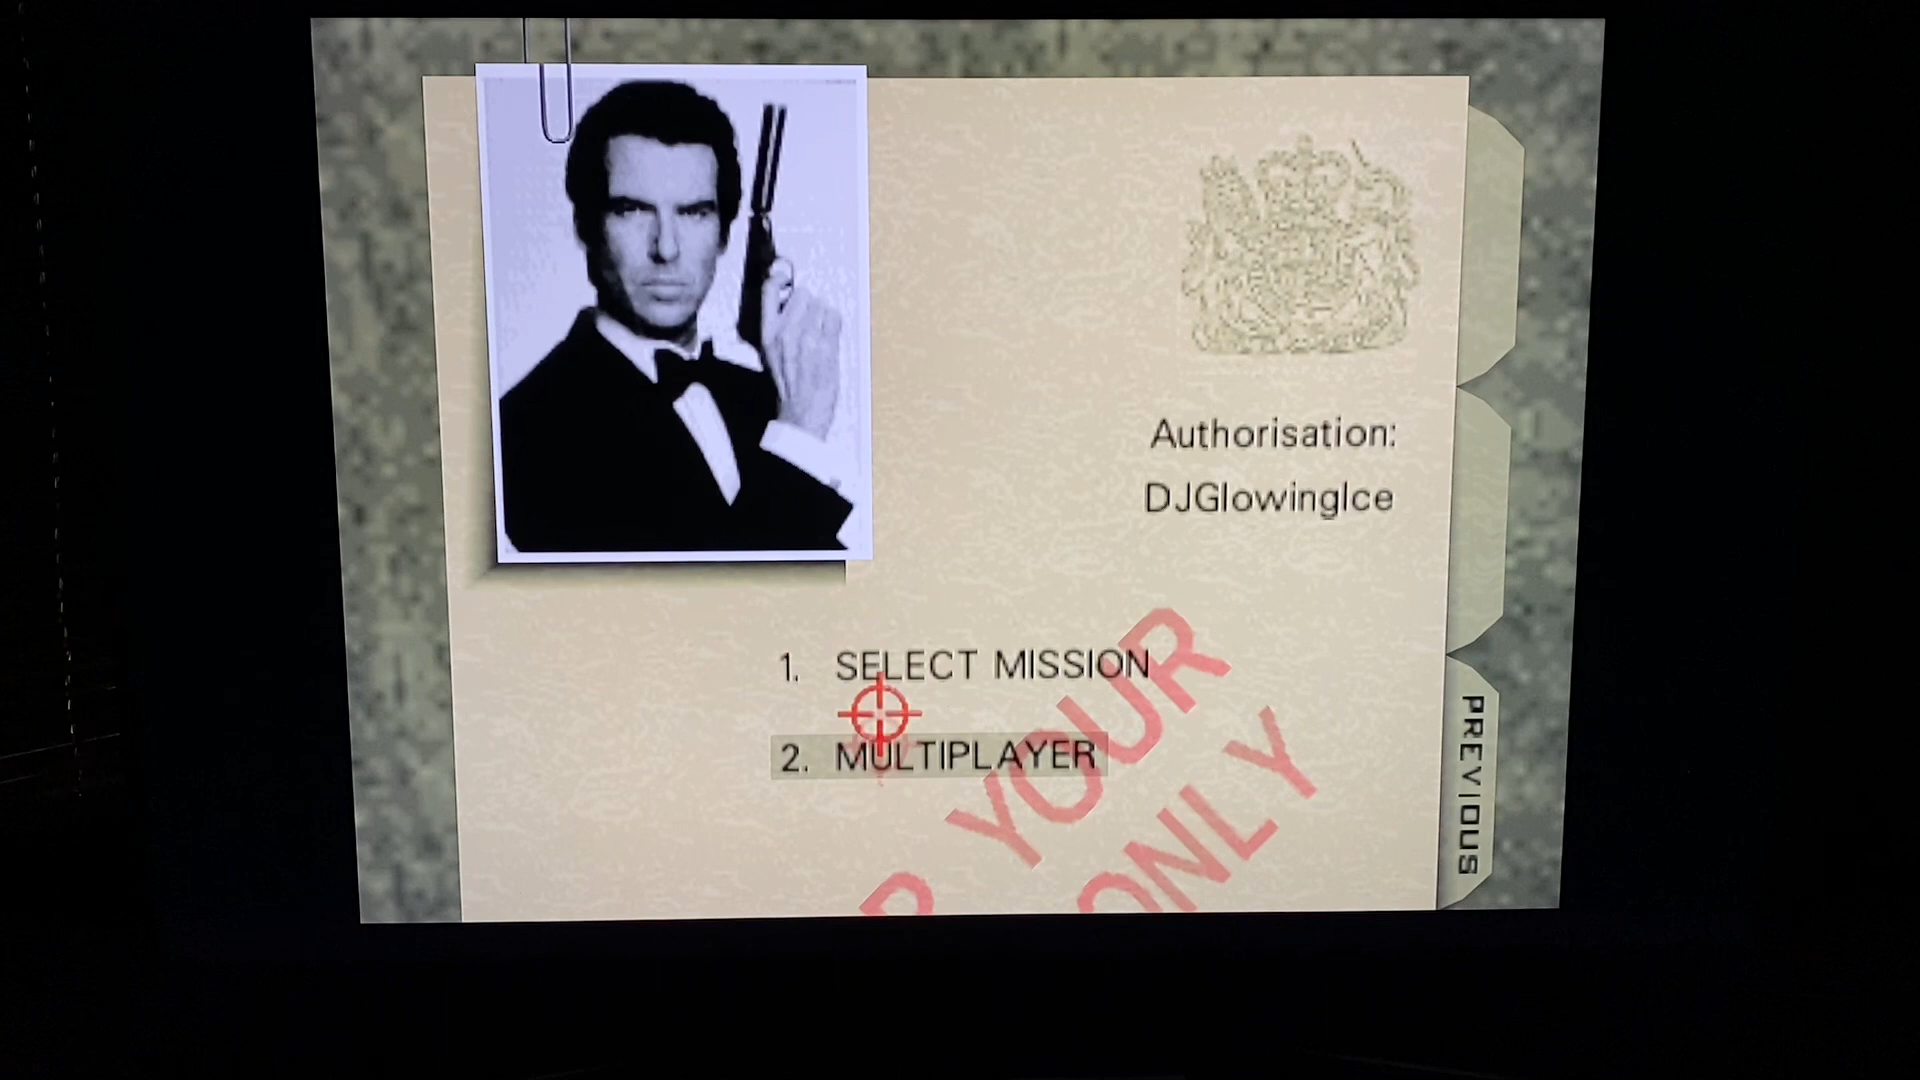 Authorisation:
DJGlowingIce
1. SELECT MISSION
2. MULTIPLAYER
PREVIOUS
R YOUR
ONLY